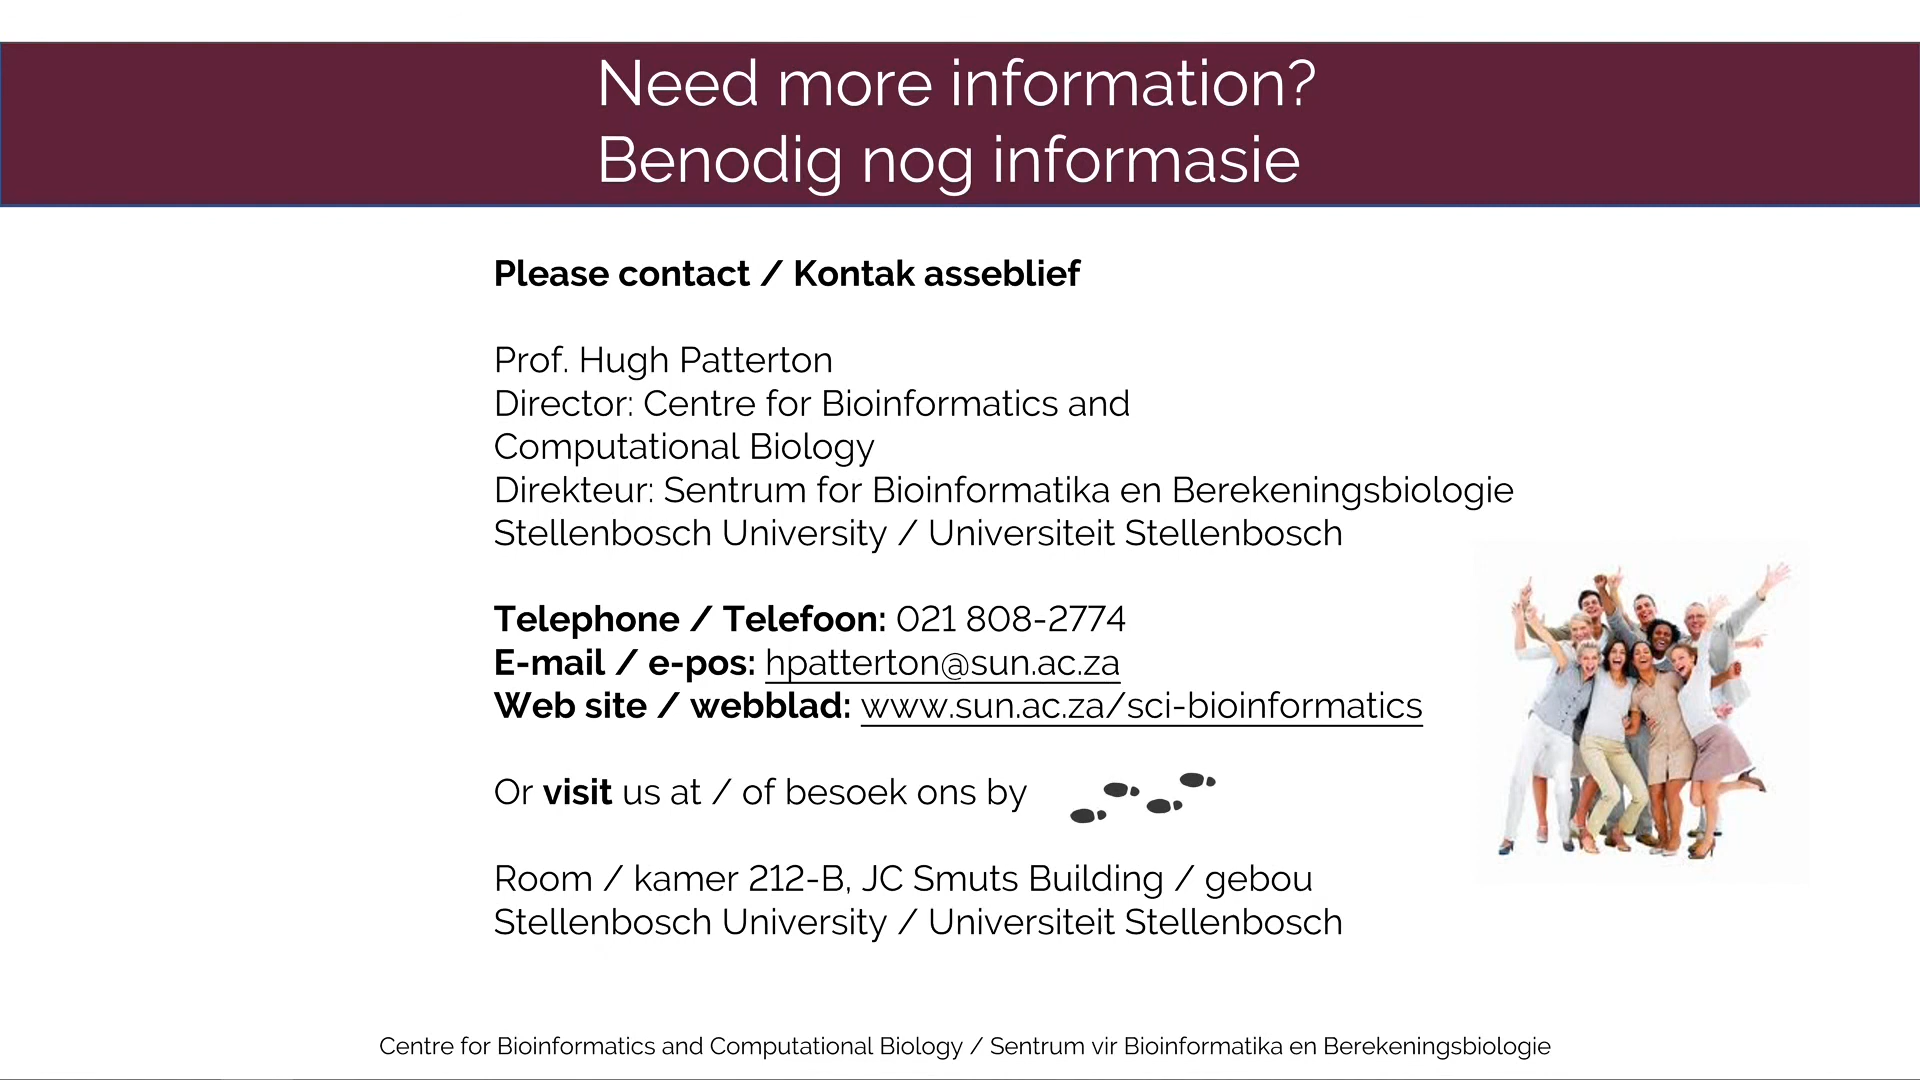 Need more information?
Benodig nog informasie
Please contact / Kontak asseblief
Prof. Hugh Patterton
Director: Centre for Bioinformatics and
Computational Biology
Direkteur: Sentrum for Bioinformatika en Berekeningsbiologie
Stellenbosch University / Universiteit Stellenbosch
Telephone / Telefoon: 021 808-2774
E-mail / e-pos: hpatterton@sun.ac.za
Web site / webblad: www.sun.ac.za/sci-bioinformatics
Or visit us at / of besoek ons by
Room / kamer 212-B, JC Smuts Building / gebou
Stellenbosch University / Universiteit Stellenbosch
Centre for Bioinformatics and Computational Biology / Sentrum vir Bioinformatika en Berekeningsbiologie